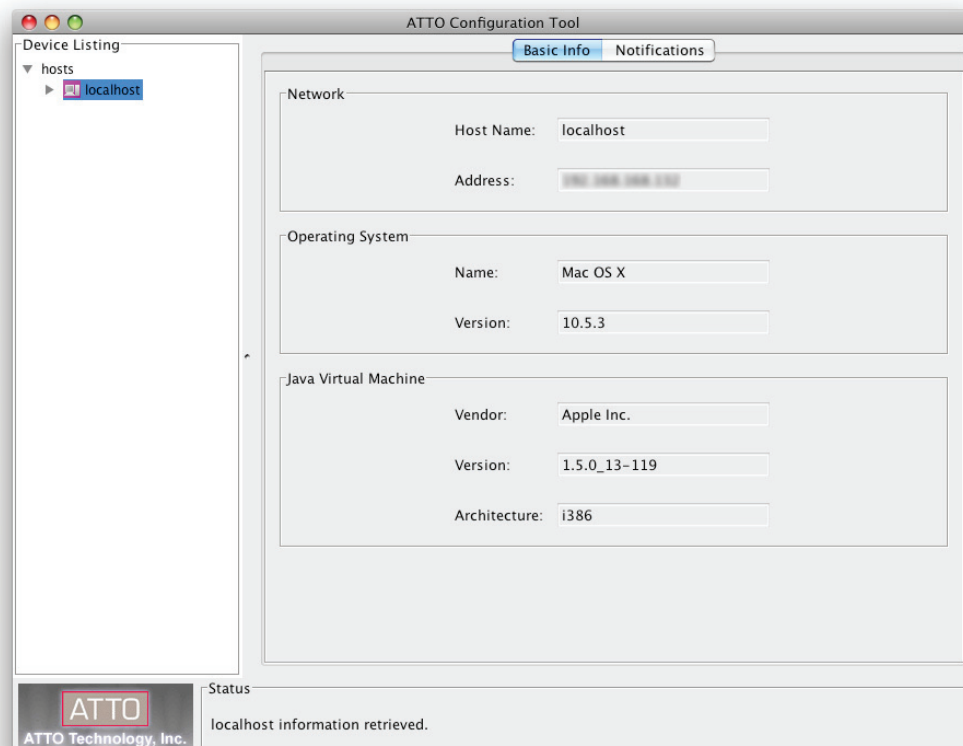 ATTO Configuration Tool
Device Listing
hosts
localhost
Basic Info Notifications
Network
Host Name: localhost
Address:
Operating System
Name: Mac OS X
Version: 10.5.3
Java Virtual Machine
Vendor: Apple Inc.
Version: 1.5.0_13-119
Architecture: i386
ATTO
ATTO Technology, Inc.
Status
localhost information retrieved.